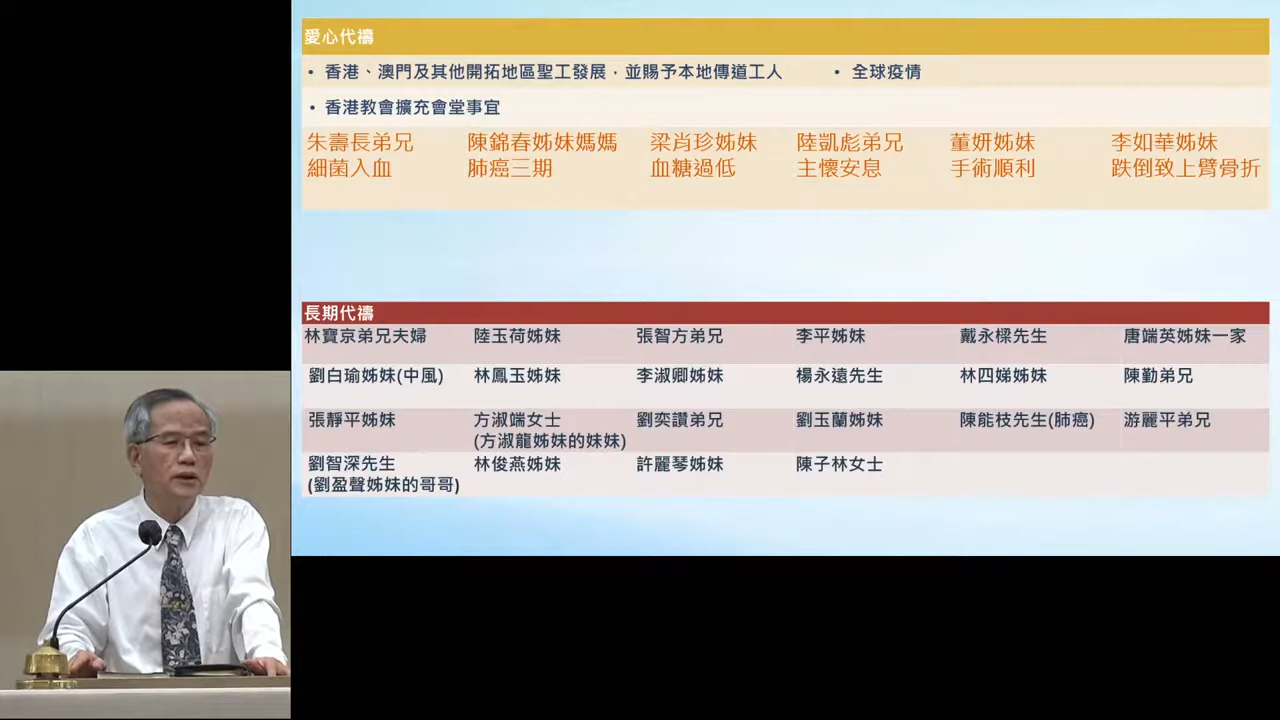 愛心代禱
• 香港、澳門及其他開拓地區聖工發展，並賜予本地傳道工人 • 全球疫情
• 香港教會擴充會堂事宜
朱壽長弟兄 陳錦春姊妹媽媽 梁肖珍姊妹 陸凱彪弟兄 董妍姊妹 李如華姊妹
細菌入血 肺癌三期 血糖過低 主懷安息 手術順利 跌倒致上臂骨折
長期代禱
林寶京弟兄夫婦 陸玉荷姊妹 張智方弟兄 李平姊妹 戴永樑先生 唐端英姊妹一家
劉白瑜姊妹(中風) 林鳳玉姊妹 李淑卿姊妹 楊永遠先生 林四娣姊妹 陳勤弟兄
張靜平姊妹 方淑端女士 劉奕讚弟兄 劉玉蘭姊妹 陳能枝先生(肺癌) 游麗平弟兄
(方淑龍姊妹的妹妹)
劉智深先生 林俊燕姊妹 許麗琴姊妹 陳子林女士
(劉盈聲姊妹的哥哥)